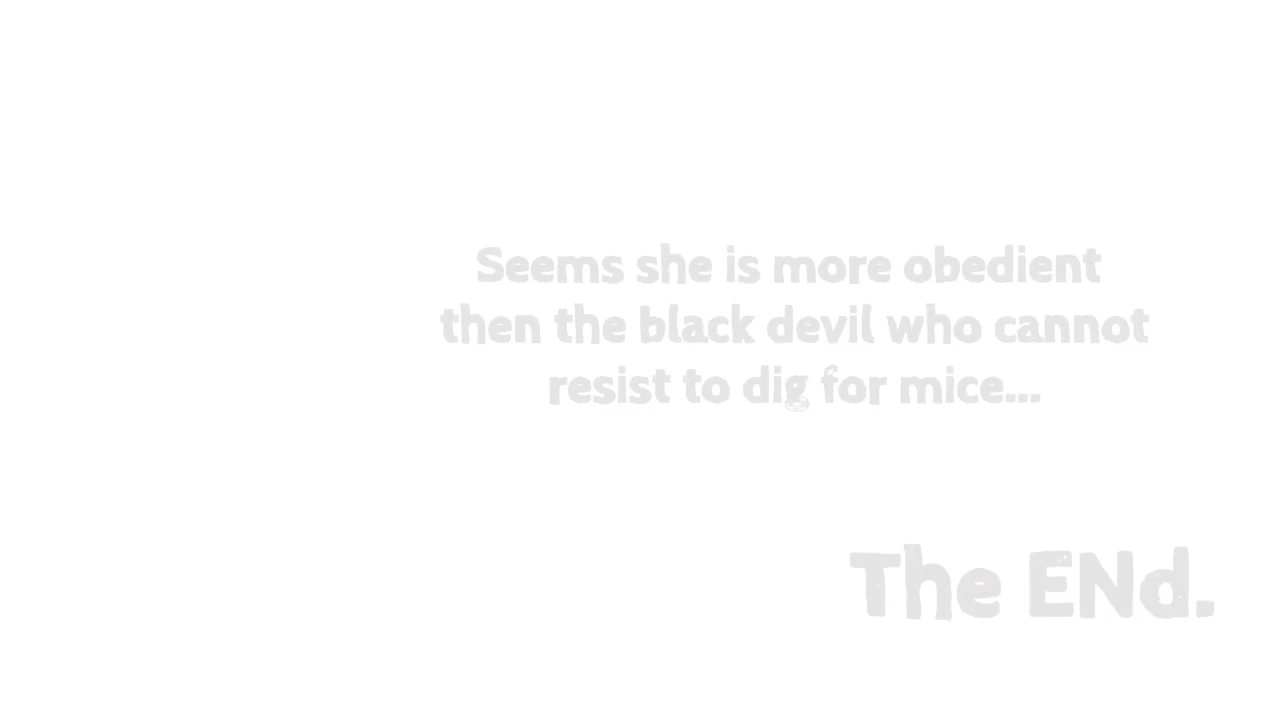 Seems she is more obedient
then the black devil who cannot
resist to dig for mice...
The ENd.